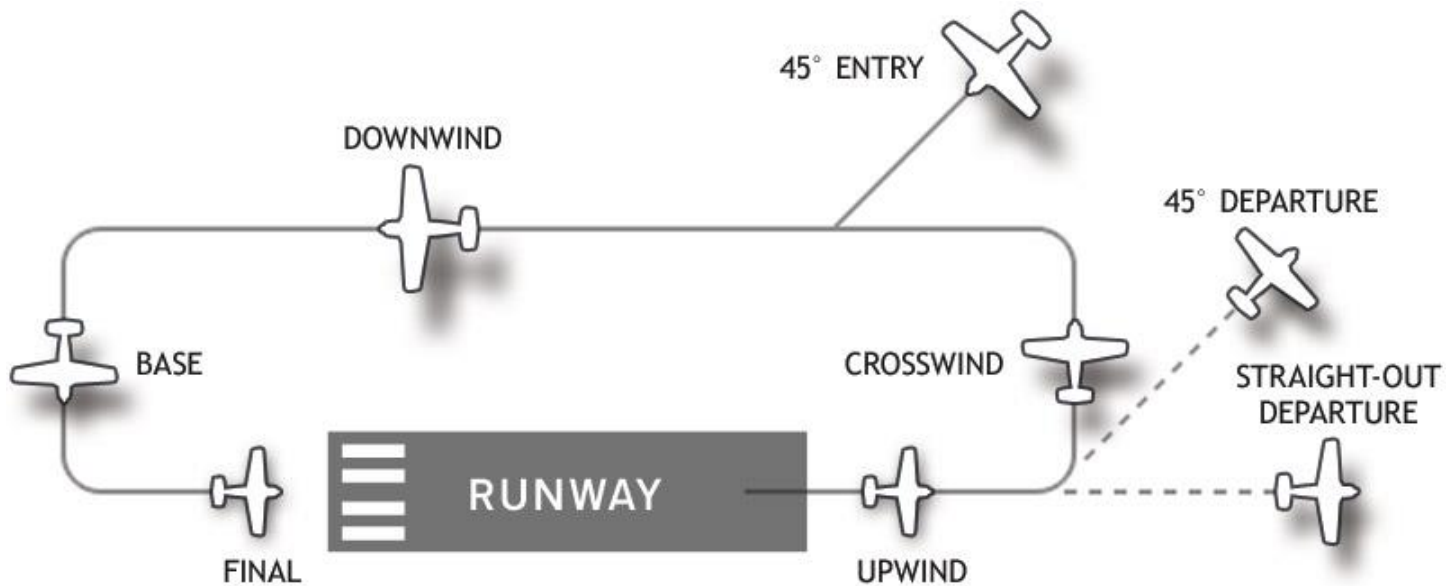 45° ENTRY
DOWNWIND
45° DEPARTURE
BASE
CROSSWIND
STRAIGHT-OUT
DEPARTURE
RUNWAY
FINAL
UPWIND